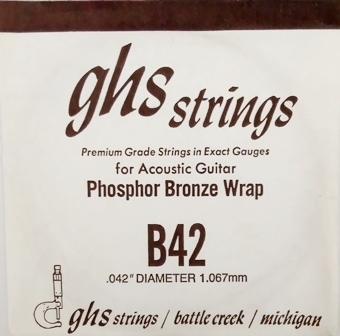 ghs strings
Premium Grade Strings in Exact Gauges
for Acoustic Guitar
Phosphor Bronze Wrap
B42
.042" DIAMETER 1.067mm
ghs strings / battle creek / michigan